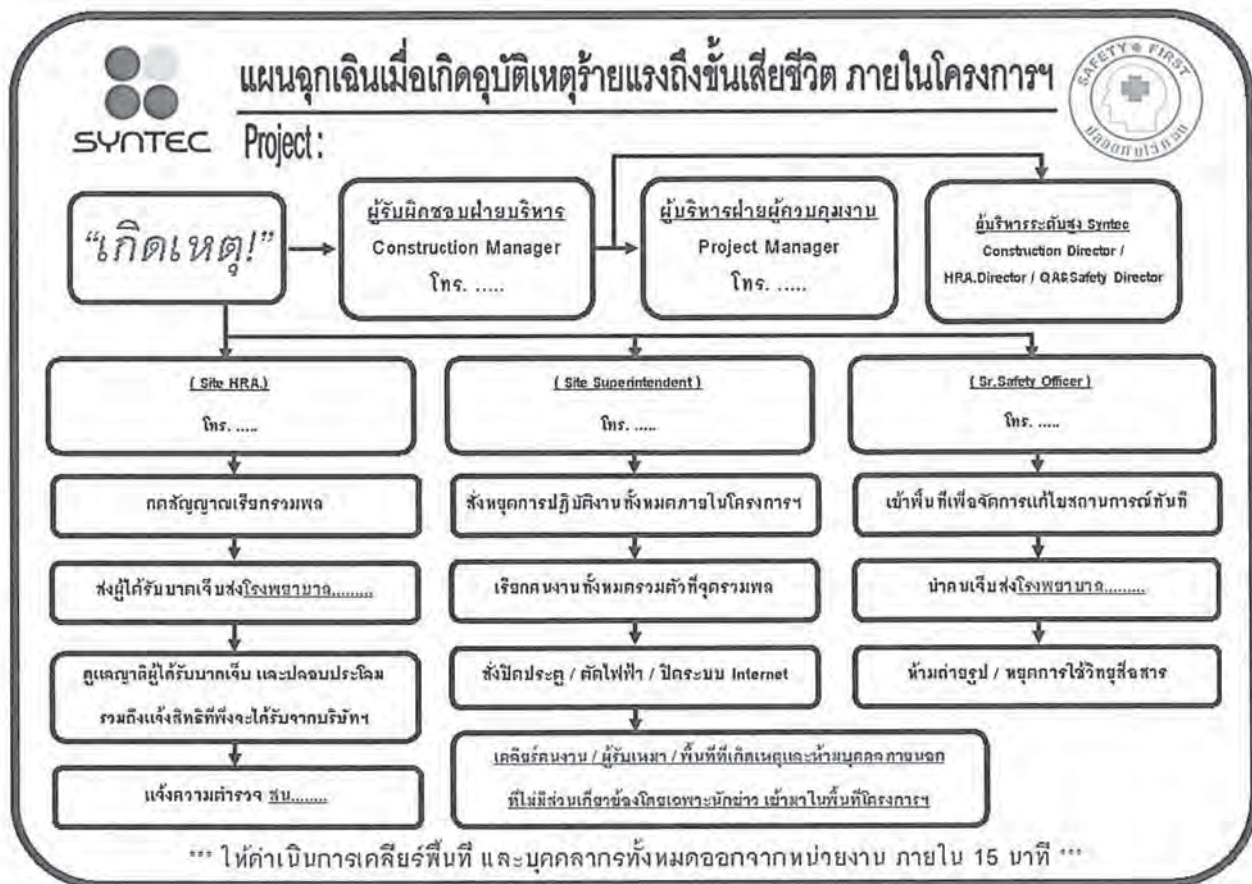 SYNTEC
แผนฉุกเฉินเมื่อเกิดอุบัติเหตุร้ายแรงถึงขั้นเสียชีวิต ภายในโครงการฯ
Project :
SAFETY FIRST
ปลอดภัยไว้ก่อน
“เกิดเหตุ!”
ผู้รับผิดชอบฝ่ายบริหาร
Construction Manager
โทร. .....
ผู้บริหารฝ่ายผู้ควบคุมงาน
Project Manager
โทร. .....
ผู้บริหารระดับสูง Syntec
Construction Director /
HRA.Director / QA&Safety Director
( Site HRA.)
โทร. .....
( Site Superintendent )
โทร. .....
( Sr.Safety Officer )
โทร. .....
กดสัญญาณเรียกรวมพล
ส่งผู้ได้รับบาดเจ็บส่งโรงพยาบาล.........
ดูแลญาติผู้ได้รับบาดเจ็บ และปลอบประโลม
รวมถึงแจ้งสิทธิที่พึงจะได้รับจากบริษัทฯ
แจ้งความตำรวจ สน........
สั่งหยุดการปฏิบัติงานทั้งหมดภายในโครงการฯ
เรียกคนงานทั้งหมดรวมตัวที่จุดรวมพล
สั่งปิดประตู / ตัดไฟฟ้า / ปิดระบบ Internet
เคลียร์คนงาน / ผู้รับเหมา / พื้นที่ที่เกิดเหตุและห้ามบุคคลภายนอก
ที่ไม่มีส่วนเกี่ยวข้องโดยเฉพาะนักข่าว เข้ามาในพื้นที่โครงการฯ
เข้าพื้นที่เพื่อจัดการแก้ไขสถานการณ์ทันที
นำคนเจ็บส่งโรงพยาบาล.........
ห้ามถ่ายรูป / หยุดการใช้วิทยุสื่อสาร
*** ให้ดำเนินการเคลียร์พื้นที่ และบุคคลากรทั้งหมดออกจากหน่วยงาน ภายใน 15 นาที ***